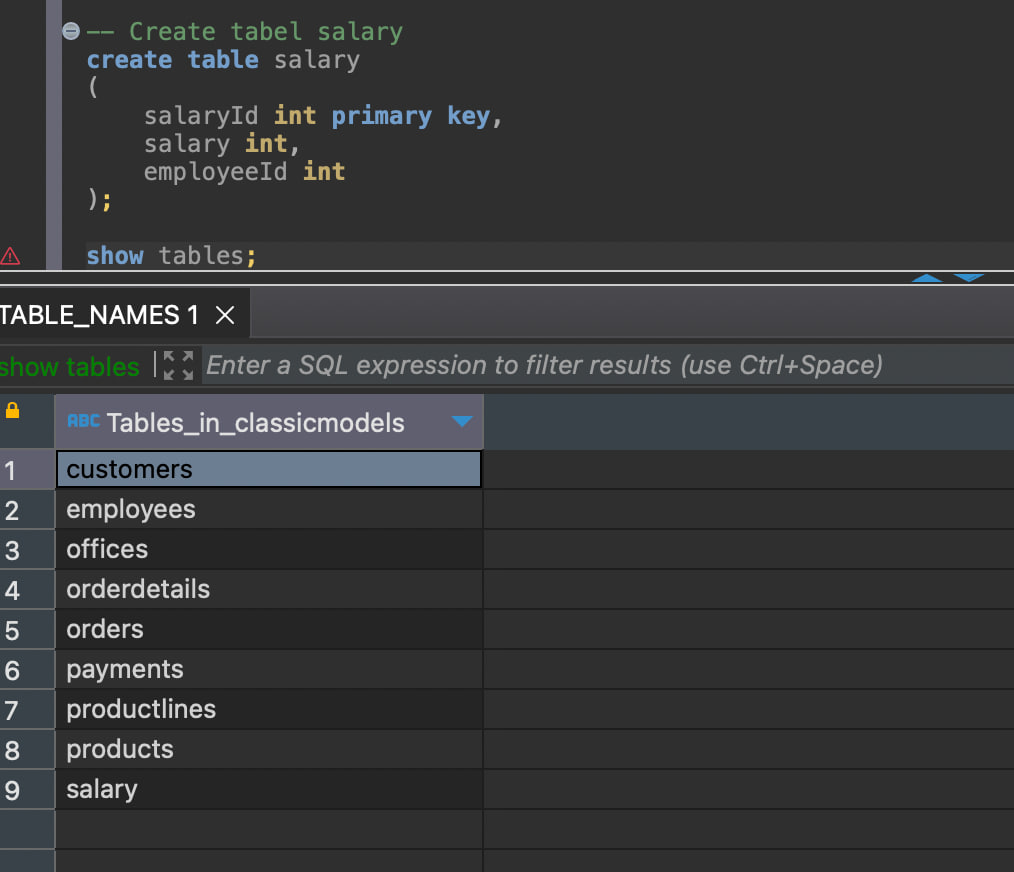 -- Create tabel salary
create table salary
(
salaryId int primary key,
salary int,
employeeId int
);
show tables;
TABLE_NAMES 1
show tables
Enter a SQL expression to filter results (use Ctrl+Space)
ABC Tables_in_classicmodels
1 customers
2 employees
3 offices
4 orderdetails
5 orders
6 payments
7 productlines
8 products
9 salary